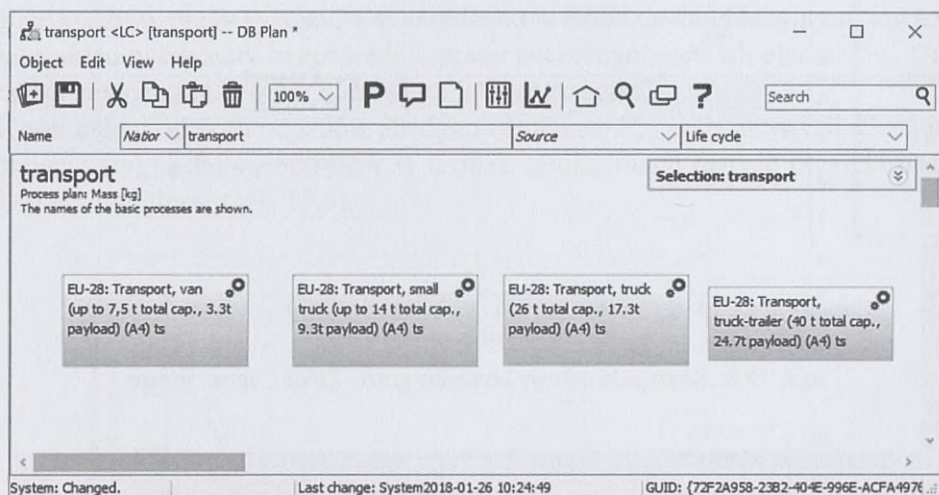 transport <LC> [transport] -- DB Plan *
Object Edit View Help
100% P ? Search
Name Nation transport Source Life cycle
transport
Process plan: Mass [kg]
The names of the basic processes are shown.
Selection: transport
EU-28: Transport, van
(up to 7,5 t total cap., 3.3t
payload) (A4) ts
EU-28: Transport, small
truck (up to 14 t total cap.,
9.3t payload) (A4) ts
EU-28: Transport, truck
(26 t total cap., 17.3t
payload) (A4) ts
EU-28: Transport,
truck-trailer (40 t total cap.,
24.7t payload) (A4) ts
System: Changed. Last change: System2018-01-26 10:24:49 GUID: {72F2A958-23B2-404E-996E-ACFA4976